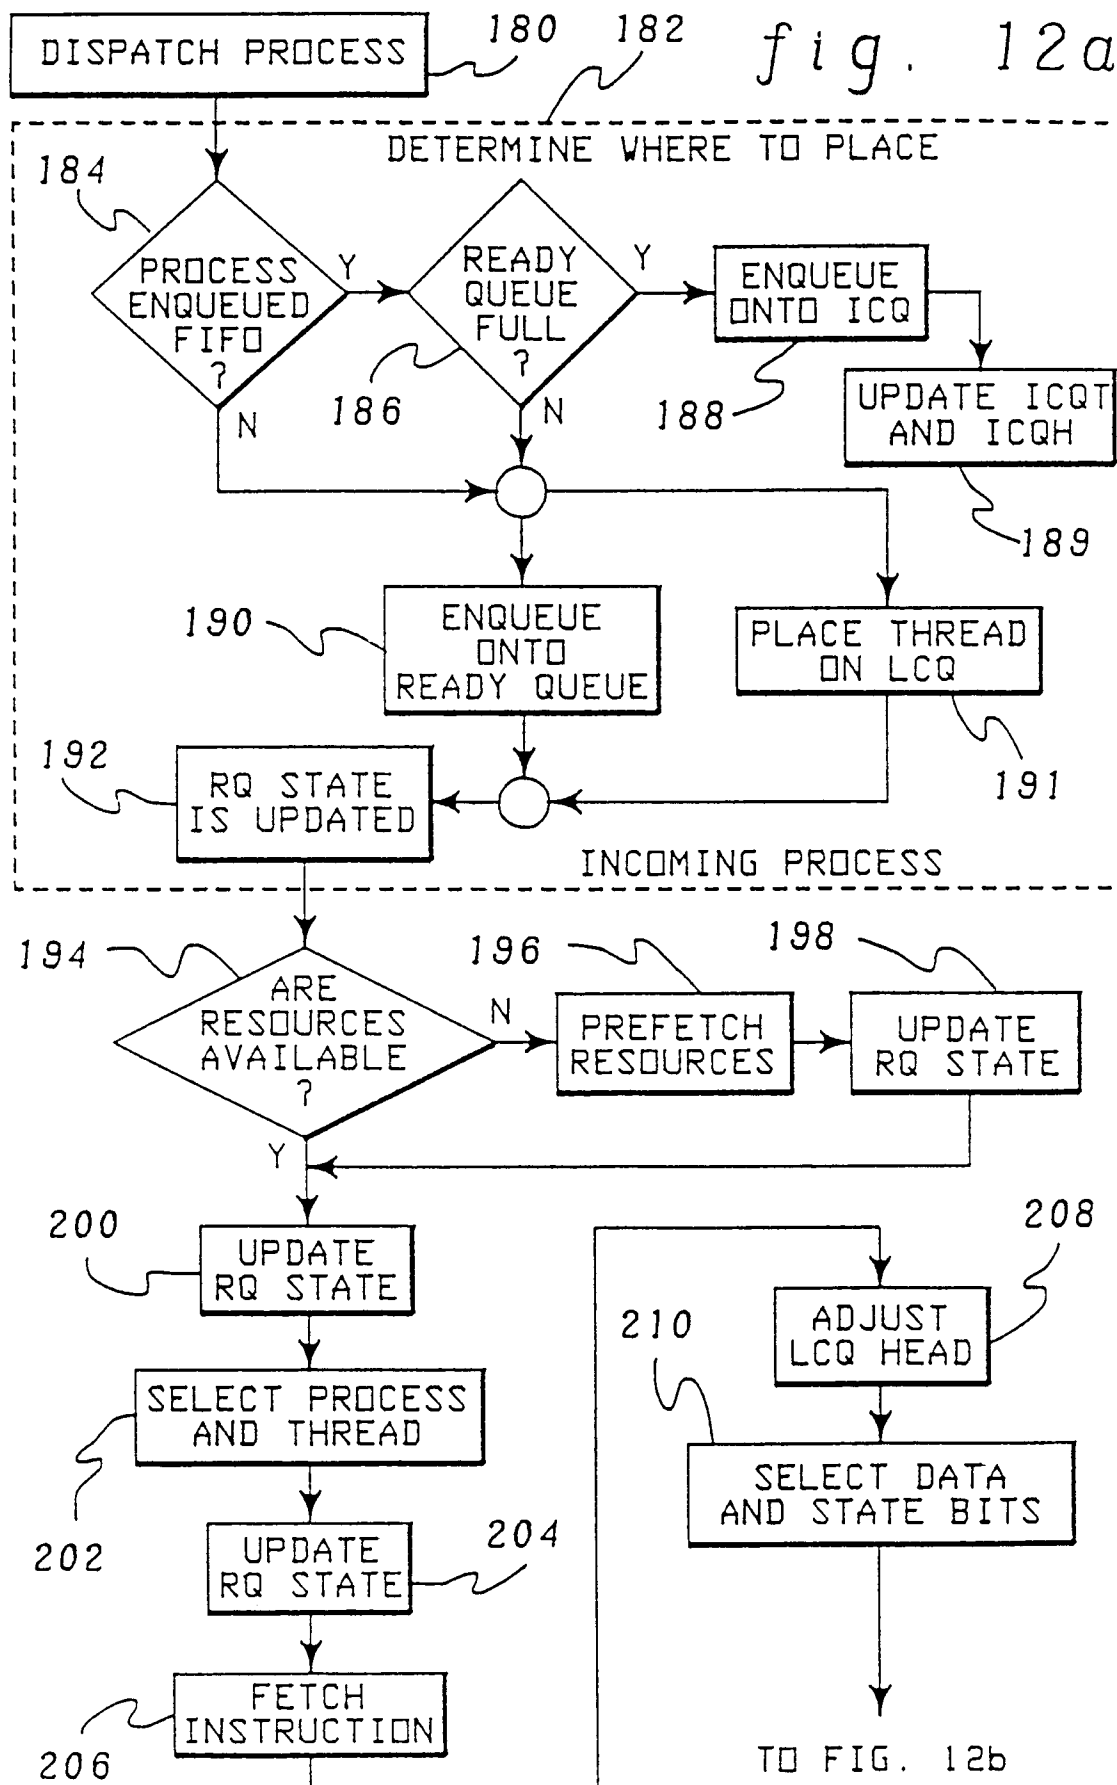 fig. 12a
DISPATCH PROCESS
180
182
DETERMINE WHERE TO PLACE
184
PROCESS
ENQUEUED
FIFO
?
Y
N
READY
QUEUE
FULL
?
186
Y
N
ENQUEUE
ONTO ICQ
188
UPDATE ICQT
AND ICQH
189
190
ENQUEUE
ONTO
READY QUEUE
PLACE THREAD
ON LCQ
191
192
RQ STATE
IS UPDATED
INCOMING PROCESS
194
ARE
RESOURCES
AVAILABLE
?
N
Y
196
PREFETCH
RESOURCES
198
UPDATE
RQ STATE
200
UPDATE
RQ STATE
SELECT PROCESS
AND THREAD
202
UPDATE
RQ STATE
204
FETCH
INSTRUCTION
206
208
ADJUST
LCQ HEAD
210
SELECT DATA
AND STATE BITS
TO FIG. 12b